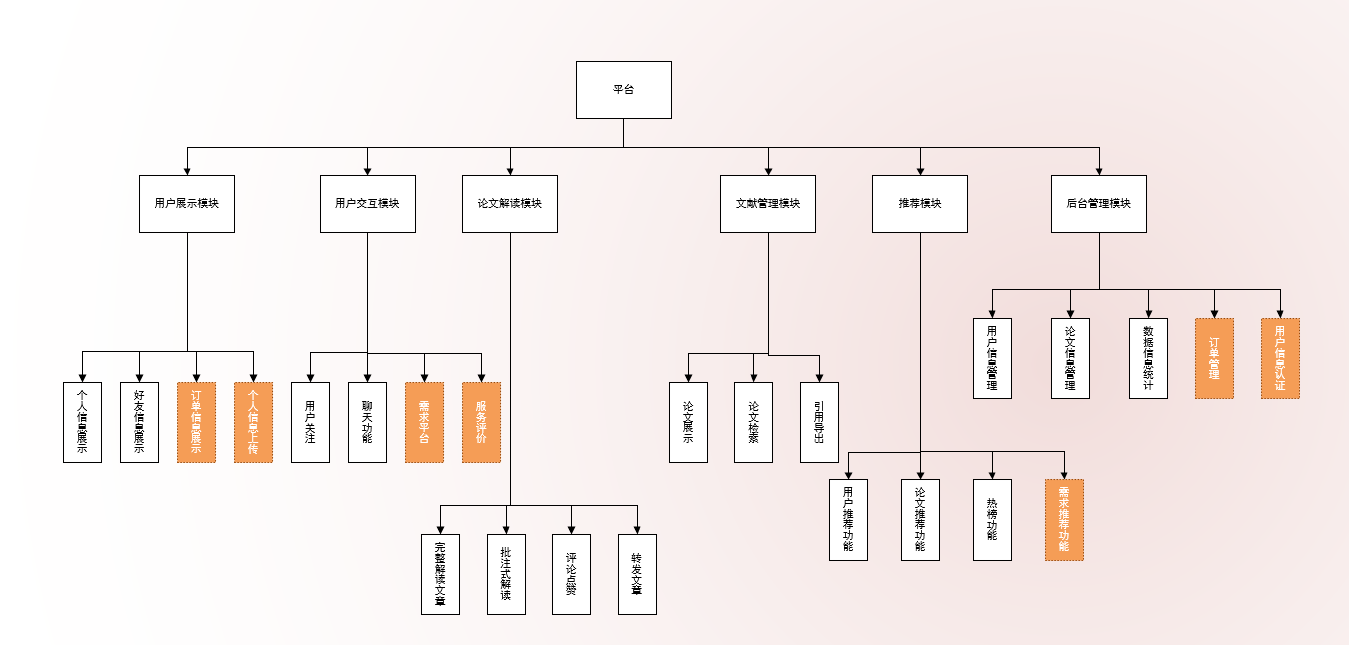 平台
用户展示模块
用户交互模块
论文解读模块
文献管理模块
推荐模块
后台管理模块
用户信息管理
论文信息管理
数据信息统计
订单管理
用户信息认证
个人信息展示
好友信息展示
订单信息展示
个人信息上传
用户关注
聊天功能
需求平台
服务评价
论文展示
论文检索
引用导出
用户推荐功能
论文推荐功能
热榜功能
需求推荐功能
完整解读文章
批注式解读
评论点赞
转发文章